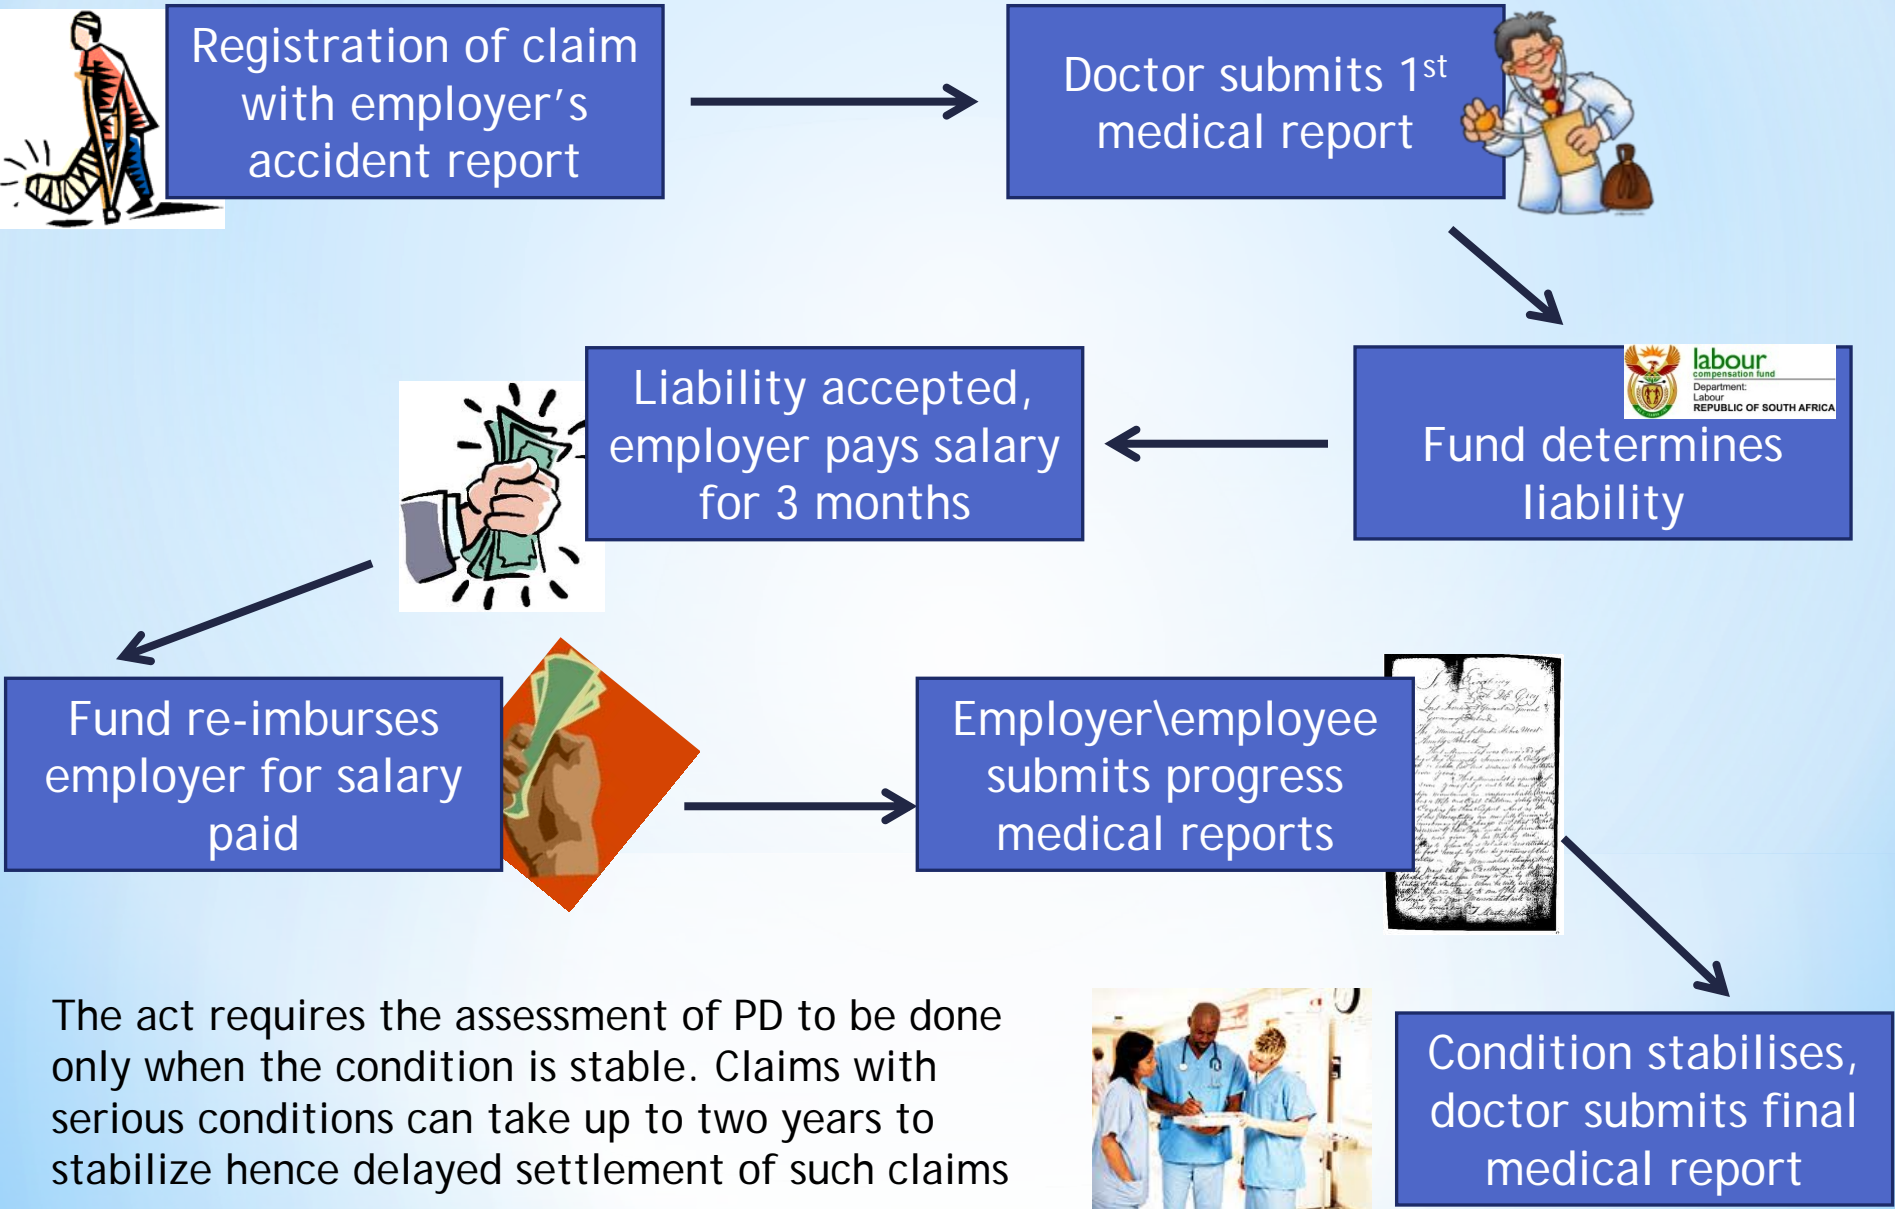 Registration of claim
with employer’s
accident report
Doctor submits 1st
medical report
labour
compensation fund
Department:
Labour
REPUBLIC OF SOUTH AFRICA
Fund determines
liability
Liability accepted,
employer pays salary
for 3 months
Fund re-imburses
employer for salary
paid
Employer\employee
submits progress
medical reports
Condition stabilises,
doctor submits final
medical report
The act requires the assessment of PD to be done
only when the condition is stable. Claims with
serious conditions can take up to two years to
stabilize hence delayed settlement of such claims